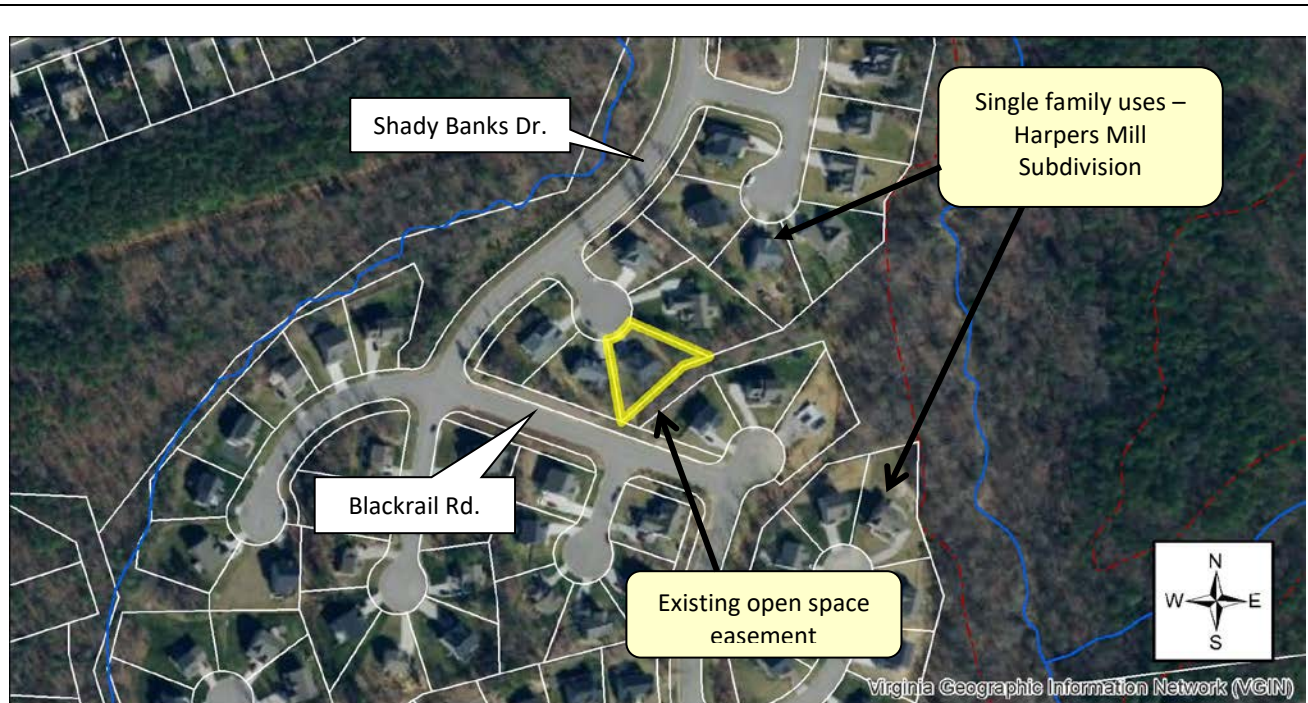 Shady Banks Dr.
Single family uses –
Harpers Mill
Subdivision
Blackrail Rd.
Existing open space
easement
N
W E
S
Virginia Geographic Information Network (VGIN)